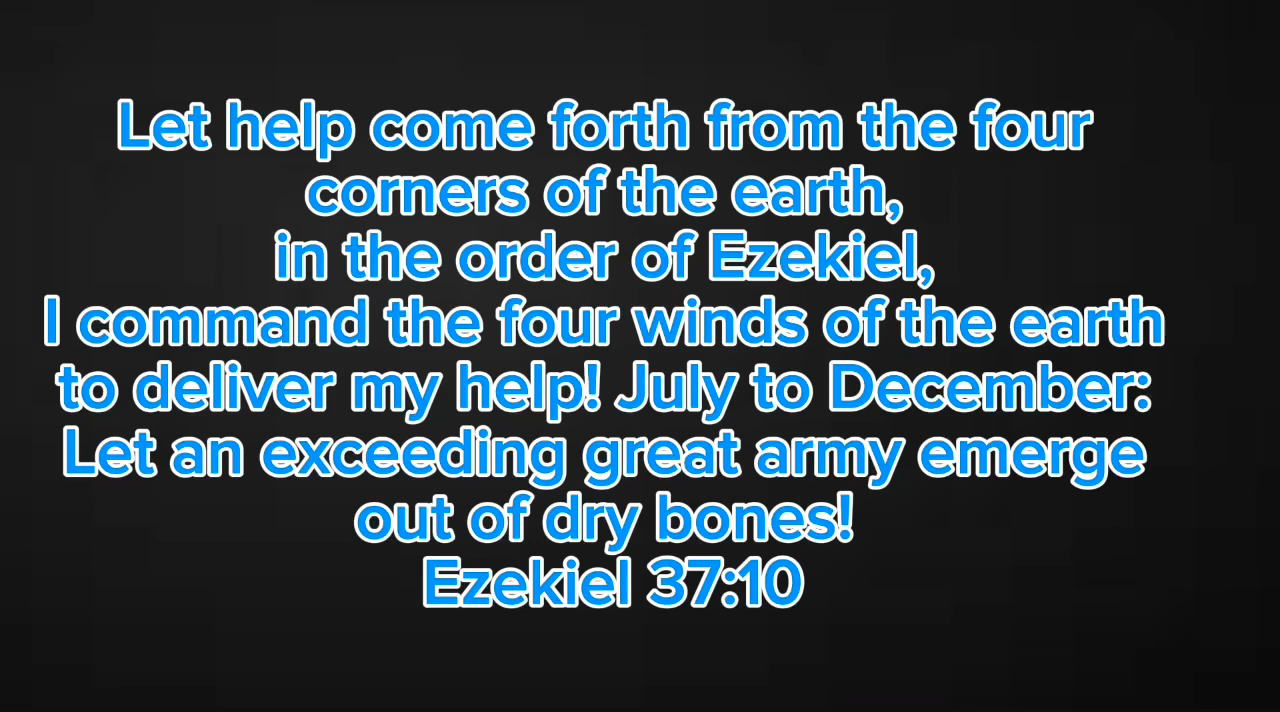 Let help come forth from the four
corners of the earth,
in the order of Ezekiel,
I command the four winds of the earth
to deliver my help! July to December:
Let an exceeding great army emerge
out of dry bones!
Ezekiel 37:10